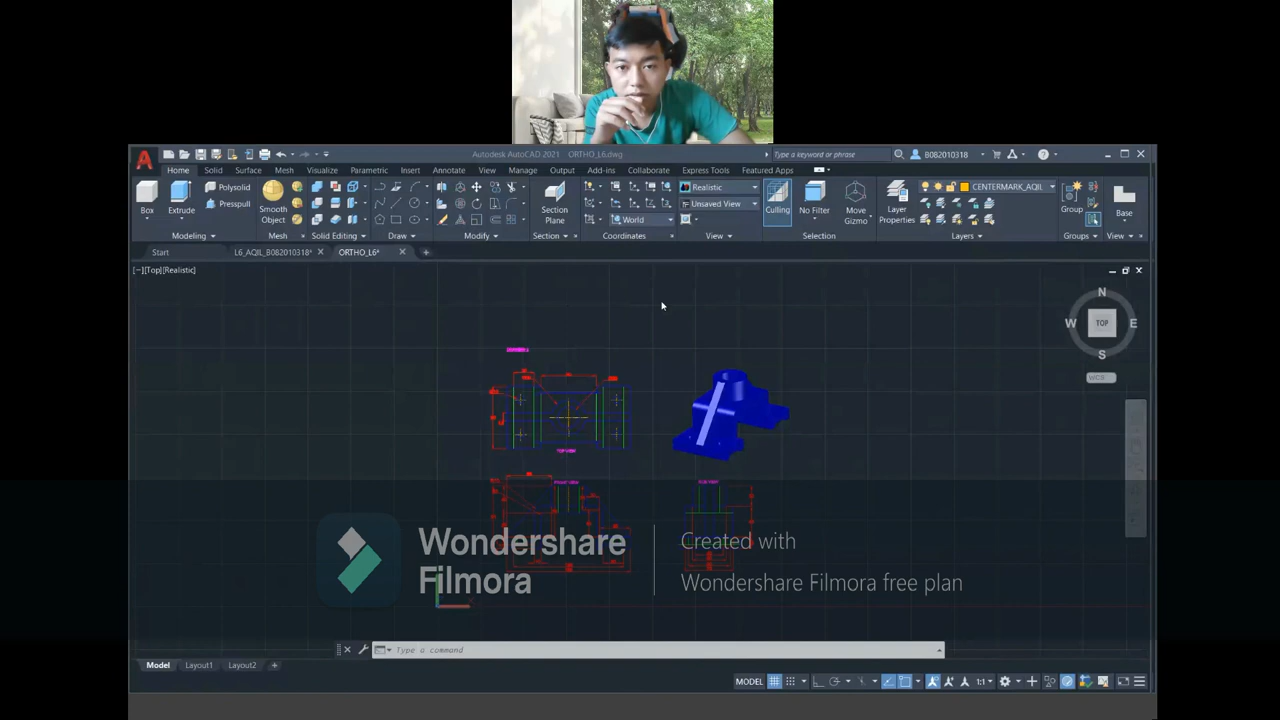 Autodesk AutoCAD 2021 ORTHO_L6.dwg
Type a keyword or phrase
B082010318
Home Solid Surface Mesh Visualize Parametric Insert Annotate View Manage Output Add-ins Collaborate Express Tools Featured Apps
Box
Extrude
Polysolid
Presspull
Smooth
Object
Section
Plane
Realistic
Unsaved View
World
Culling
No Filter
Move
Gizmo
Layer
Properties
CENTERMARK_AQIL
Group
Base
Modeling
Mesh
Solid Editing
Draw
Modify
Section
Coordinates
View
Selection
Layers
Groups
View
Start
L6_AQIL_B082010318*
ORTHO_L6*
[−][Top][Realistic]
N
W
TOP
E
S
WCS
TOP VIEW
FRONT VIEW
Wondershare
Filmora
Created with
Wondershare Filmora free plan
Type a command
Model Layout1 Layout2
MODEL
1:1